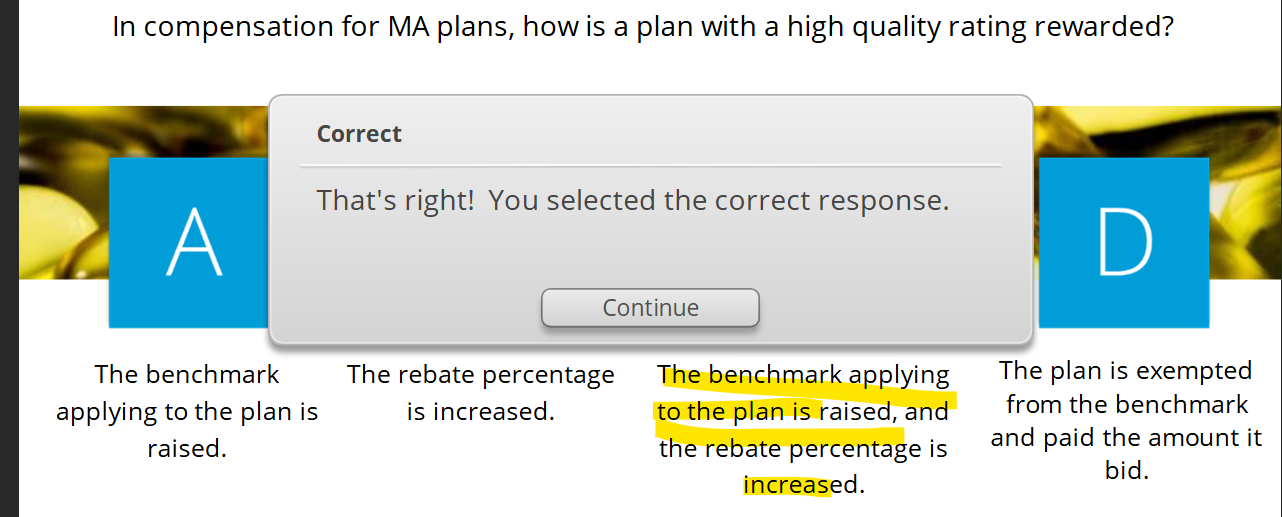 In compensation for MA plans, how is a plan with a high quality rating rewarded?
Correct
That's right!  You selected the correct response.
Continue
A
D
The benchmark
applying to the plan is
raised.
The rebate percentage
is increased.
The benchmark applying
to the plan is raised, and
the rebate percentage is
increased.
The plan is exempted
from the benchmark
and paid the amount it
bid.